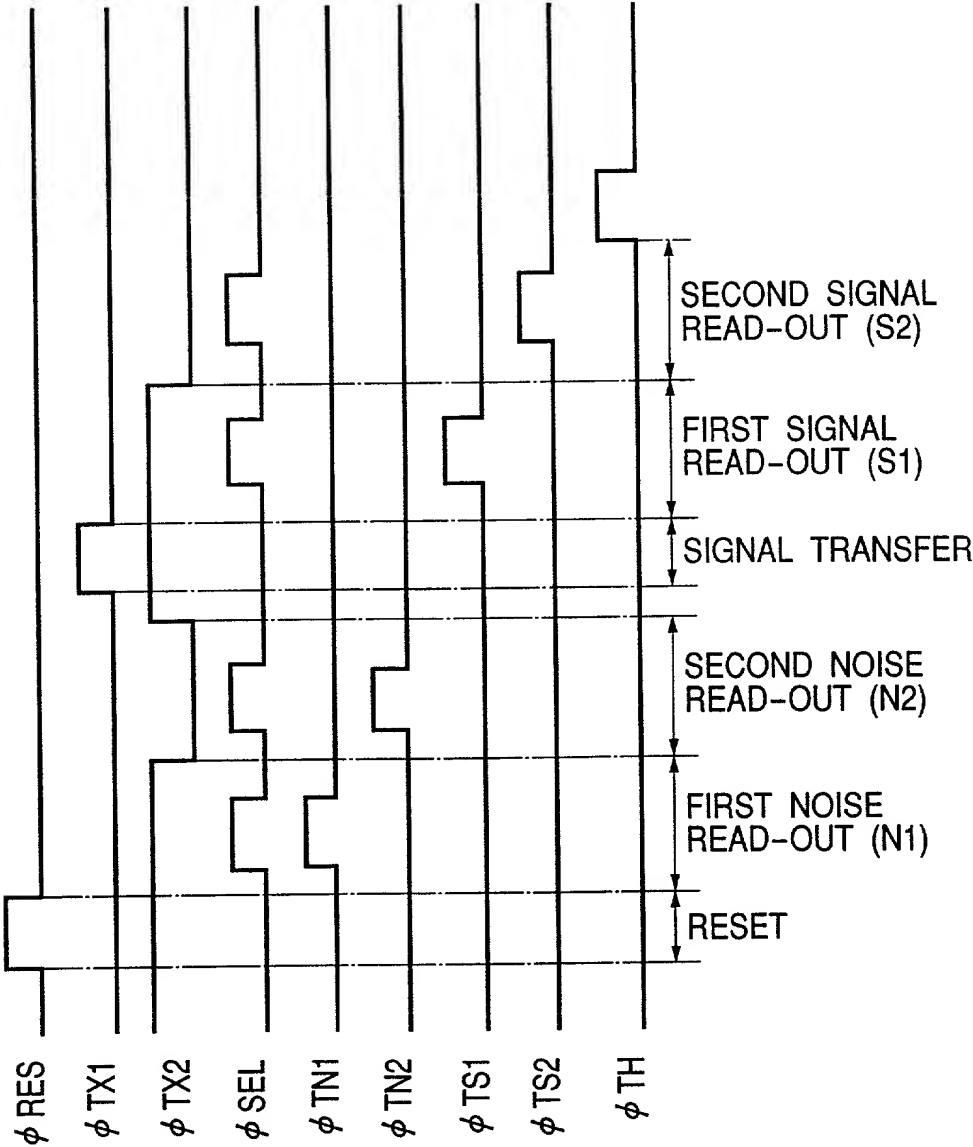 SECOND SIGNAL
READ-OUT (S2)
FIRST SIGNAL
READ-OUT (S1)
SIGNAL TRANSFER
SECOND NOISE
READ-OUT (N2)
FIRST NOISE
READ-OUT (N1)
RESET
ϕ RES
ϕ TX1
ϕ TX2
ϕ SEL
ϕ TN1
ϕ TN2
ϕ TS1
ϕ TS2
ϕ TH